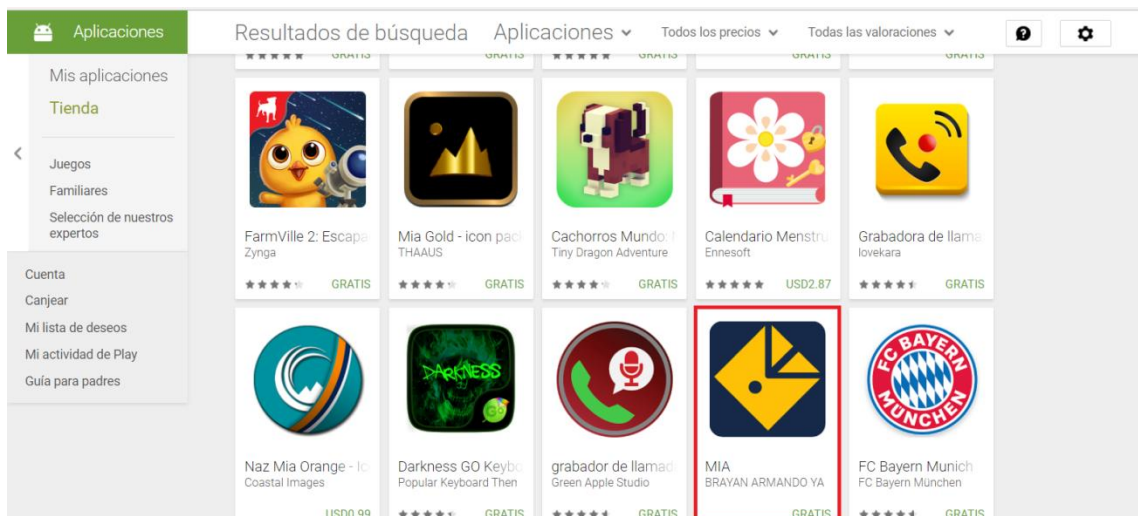 Aplicaciones
Resultados de búsqueda Aplicaciones Todos los precios Todas las valoraciones
Mis aplicaciones
Tienda
Juegos
Familiares
Selección de nuestros
expertos
Cuenta
Canjear
Mi lista de deseos
Mi actividad de Play
Guía para padres
GRATIS GRATIS GRATIS GRATIS
FarmVille 2: Escape
Zynga
GRATIS
Mia Gold - icon pack
THAAUS
GRATIS
Cachorros Mundo:
Tiny Dragon Adventure
GRATIS
Calendario Menstru
Ennesoft
USD2.87
Grabadora de llama
lovekara
GRATIS
Naz Mia Orange - Ic
Coastal Images
USD0.99
DARKNESS
GO
Darkness GO Keybo
Popular Keyboard Then
GRATIS
grabador de llamad
Green Apple Studio
GRATIS
MIA
BRAYAN ARMANDO YA
GRATIS
FC BAYERN
MÜNCHEN
FC Bayern Munich
FC Bayern München
GRATIS